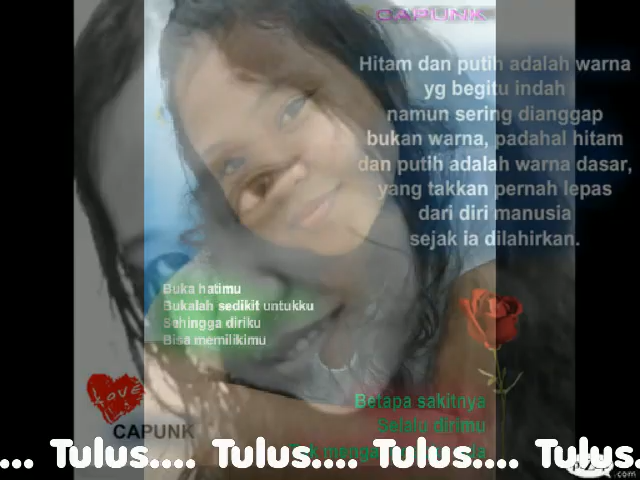 CAPUNK
Hitam dan putih adalah warna
yg begitu indah
namun sering dianggap
bukan warna, padahal hitam
dan putih adalah warna dasar,
yang takkan pernah lepas
dari diri manusia
sejak ia dilahirkan.
Buka hatimu
Bukalah sedikit untukku
Sehingga diriku
Bisa memilikimu
Love
CAPUNK
Betapa sakitnya
Selalu dirimu
... Tulus.... Tulus.... Tulus.... Tulus.
.com